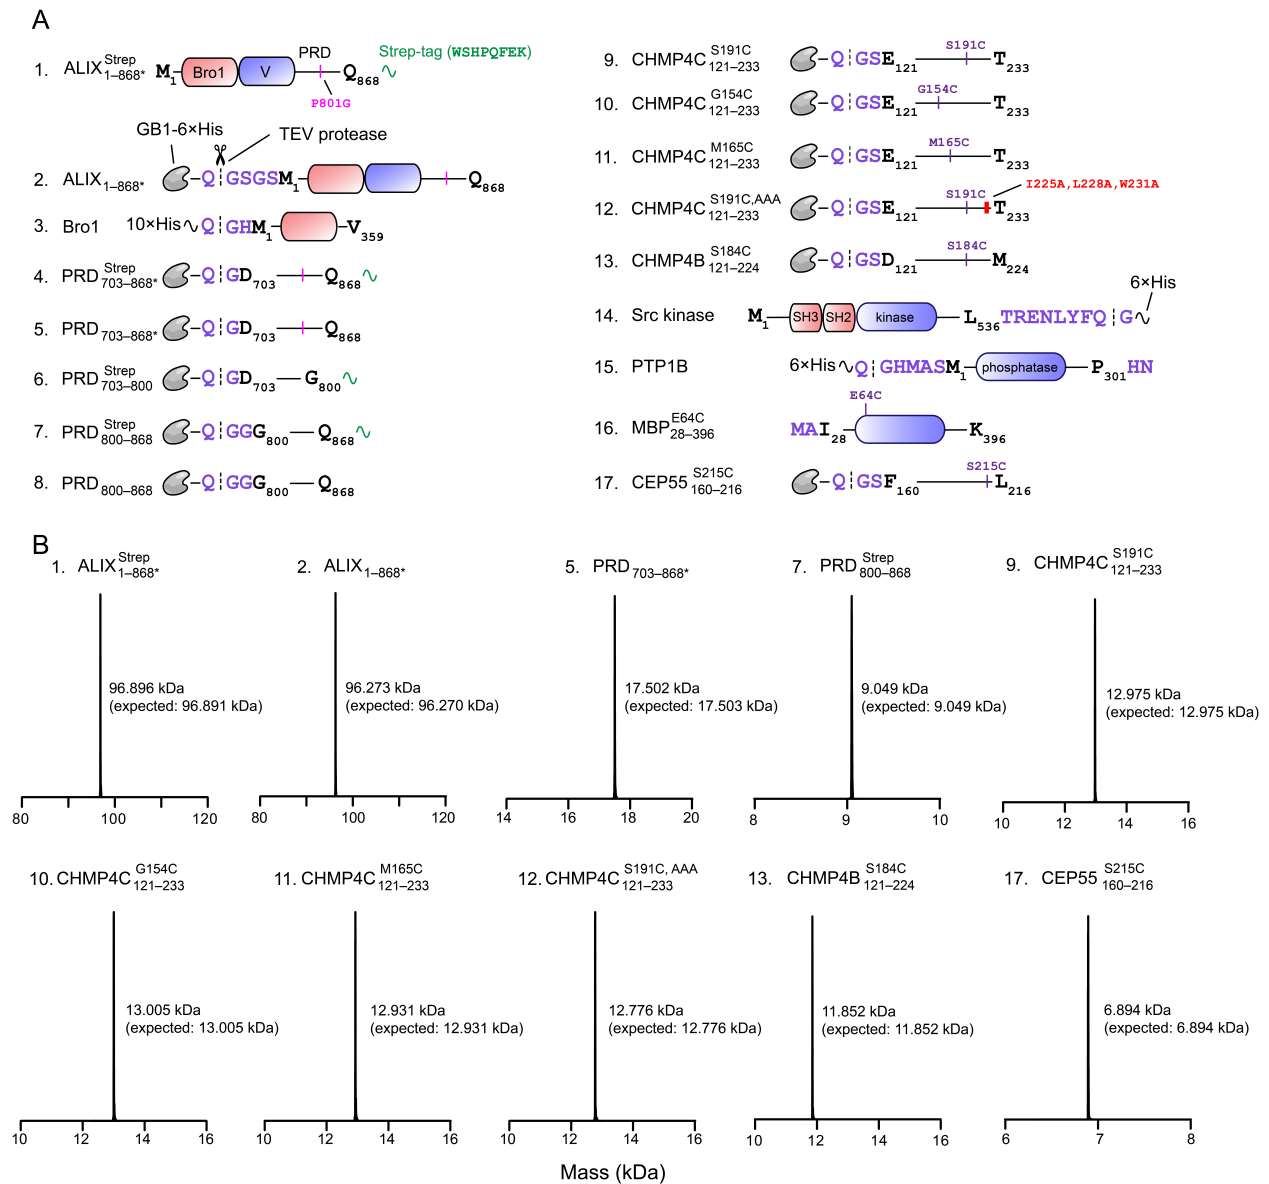 A
1. ALIX Strep 1–868* M1 Bro1 V PRD Q868 Strep-tag (WSHPQFEK)
P801G
GB1-6×His TEV protease
2. ALIX1–868* Q GSGSM1 Q868
3. Bro1 10×His Q GHM1 V359
4. PRD Strep 703–868* Q GD703 Q868
5. PRD703–868* Q GD703 Q868
6. PRD Strep 703–800 Q GD703 G800
7. PRD Strep 800–868 Q GGG800 Q868
8. PRD800–868 Q GGG800 Q868
9. CHMP4C S191C 121–233 Q GSE121 S191C T233
10. CHMP4C G154C 121–233 Q GSE121 G154C T233
11. CHMP4C M165C 121–233 Q GSE121 M165C T233
I225A,L228A,W231A
12. CHMP4C S191C,AAA 121–233 Q GSE121 S191C T233
13. CHMP4B S184C 121–224 Q GSD121 S184C M224
6×His
14. Src kinase M1 SH3 SH2 kinase L536TRENLYFQ G
15. PTP1B 6×His Q GHMASM1 phosphatase P301HN
16. MBP E64C 28–396 MAI28 E64C K396
17. CEP55 S215C 160–216 Q GSF160 S215C L216
B
1. ALIX Strep 1–868*
96.896 kDa
(expected: 96.891 kDa)
80 100 120
2. ALIX1–868*
96.273 kDa
(expected: 96.270 kDa)
80 100 120
5. PRD703–868*
17.502 kDa
(expected: 17.503 kDa)
14 16 18 20
7. PRD Strep 800–868
9.049 kDa
(expected: 9.049 kDa)
8 9 10
9. CHMP4C S191C 121–233
12.975 kDa
(expected: 12.975 kDa)
10 12 14 16
10. CHMP4C G154C 121–233
13.005 kDa
(expected: 13.005 kDa)
10 12 14 16
11. CHMP4C M165C 121–233
12.931 kDa
(expected: 12.931 kDa)
10 12 14 16
12. CHMP4C S191C, AAA 121–233
12.776 kDa
(expected: 12.776 kDa)
10 12 14 16
13. CHMP4B S184C 121–224
11.852 kDa
(expected: 11.852 kDa)
10 12 14 16
17. CEP55 S215C 160–216
6.894 kDa
(expected: 6.894 kDa)
6 7 8
Mass (kDa)